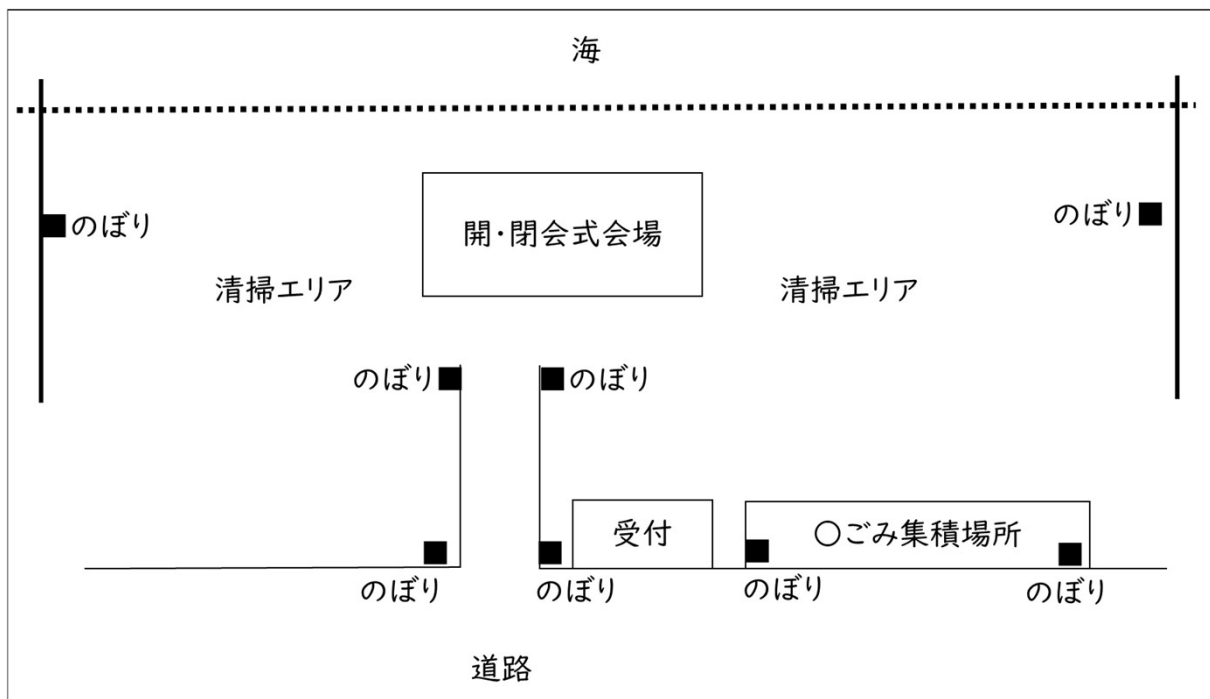 海
のぼり
のぼり
開・閉会式会場
清掃エリア
清掃エリア
のぼり
のぼり
受付
〇ごみ集積場所
のぼり
のぼり
のぼり
のぼり
道路